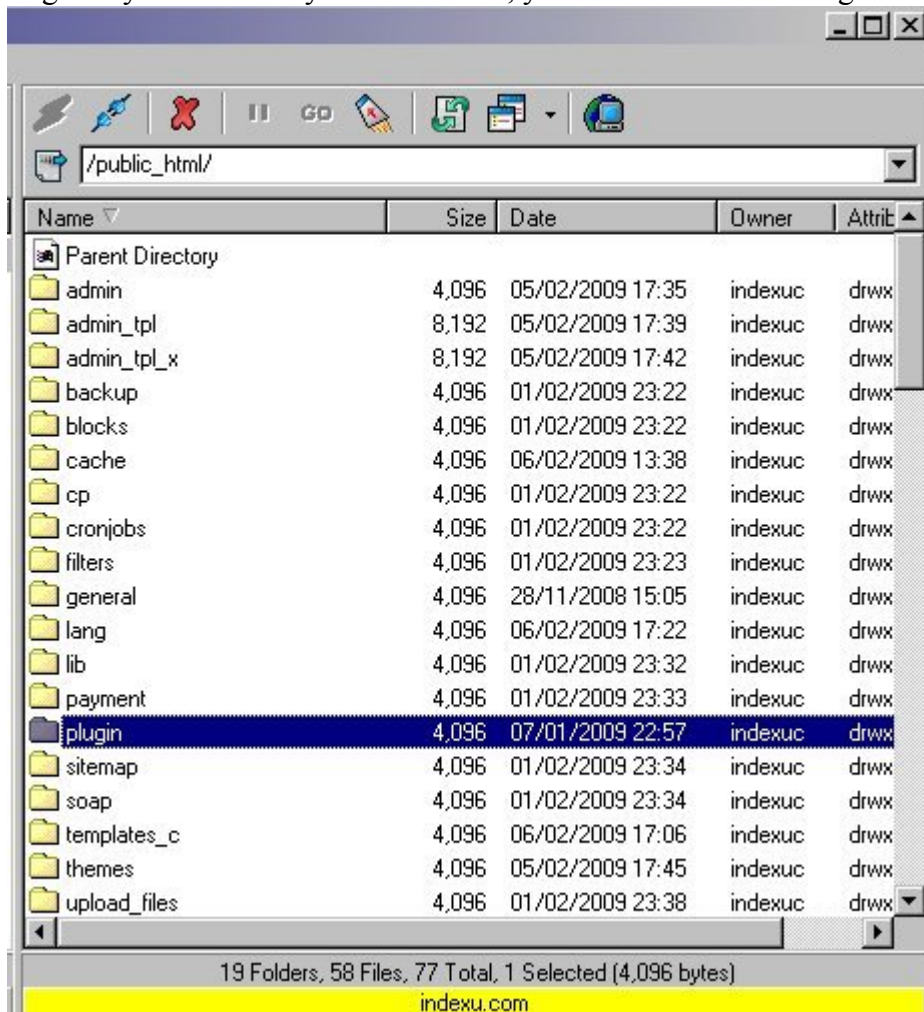 GO
/public_html/
Name Size Date Owner Attrib
Parent Directory
admin 4,096 05/02/2009 17:35 indexuc drwx
admin_tpl 8,192 05/02/2009 17:39 indexuc drwx
admin_tpl_x 8,192 05/02/2009 17:42 indexuc drwx
backup 4,096 01/02/2009 23:22 indexuc drwx
blocks 4,096 01/02/2009 23:22 indexuc drwx
cache 4,096 06/02/2009 13:38 indexuc drwx
cp 4,096 01/02/2009 23:22 indexuc drwx
cronjobs 4,096 01/02/2009 23:22 indexuc drwx
filters 4,096 01/02/2009 23:23 indexuc drwx
general 4,096 28/11/2008 15:05 indexuc drwx
lang 4,096 06/02/2009 17:22 indexuc drwx
lib 4,096 01/02/2009 23:32 indexuc drwx
payment 4,096 01/02/2009 23:33 indexuc drwx
plugin 4,096 07/01/2009 22:57 indexuc drwx
sitemap 4,096 01/02/2009 23:34 indexuc drwx
soap 4,096 01/02/2009 23:34 indexuc drwx
templates_c 4,096 06/02/2009 17:06 indexuc drwx
themes 4,096 05/02/2009 17:45 indexuc drwx
upload_files 4,096 01/02/2009 23:38 indexuc drwx
19 Folders, 58 Files, 77 Total, 1 Selected (4,096 bytes)
indexu.com